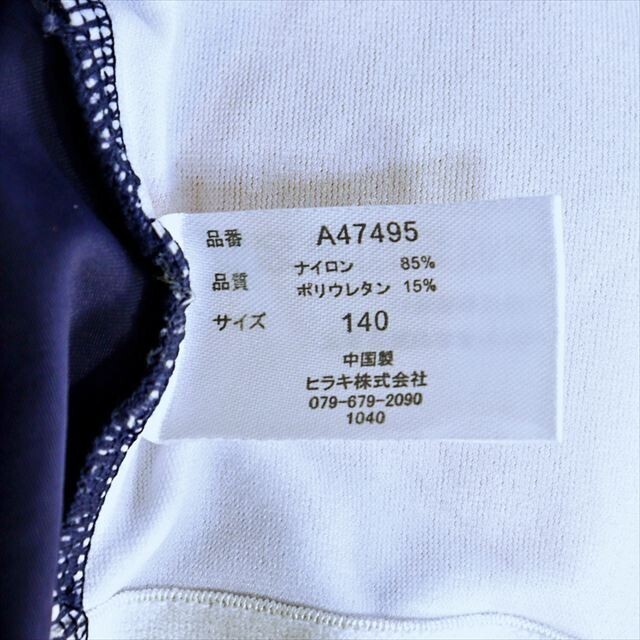 品番 A47495
品質 ナイロン 85%
ポリウレタン 15%
サイズ 140
中国製
ヒラキ株式会社
079-679-2090
1040